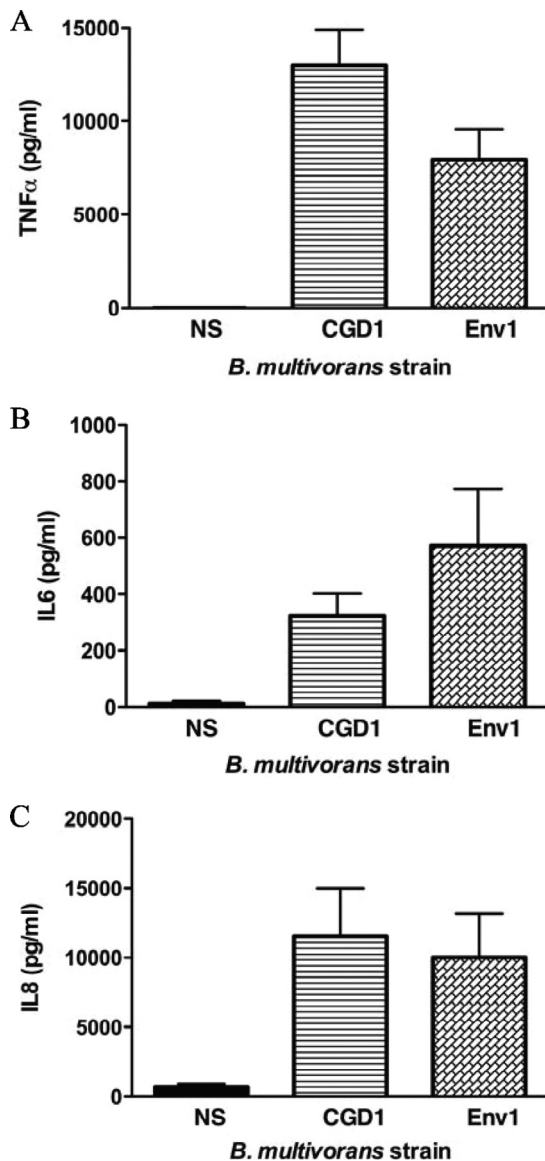 A
15000
10000
5000
0
TNFα (pg/ml)
NS CGD1 Env1
B. multivorans strain
B
1000
800
600
400
200
0
IL6 (pg/ml)
NS CGD1 Env1
B. multivorans strain
C
20000
15000
10000
5000
0
IL8 (pg/ml)
NS CGD1 Env1
B. multivorans strain